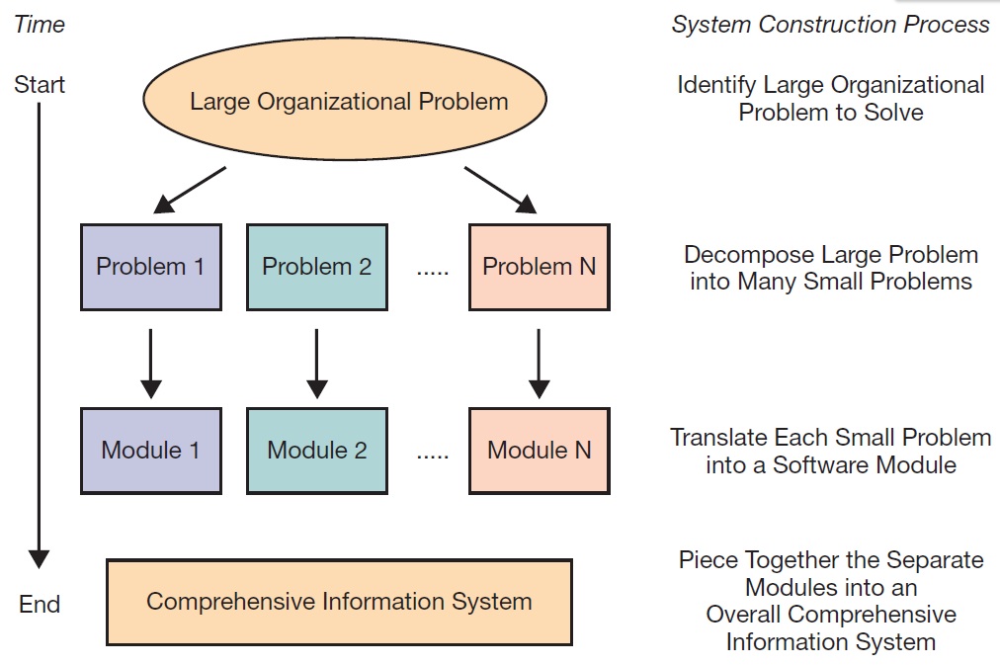 Time
System Construction Process
Start
Large Organizational Problem
Identify Large Organizational
Problem to Solve
Problem 1
Problem 2
.....
Problem N
Decompose Large Problem
into Many Small Problems
Module 1
Module 2
.....
Module N
Translate Each Small Problem
into a Software Module
End
Comprehensive Information System
Piece Together the Separate
Modules into an
Overall Comprehensive
Information System